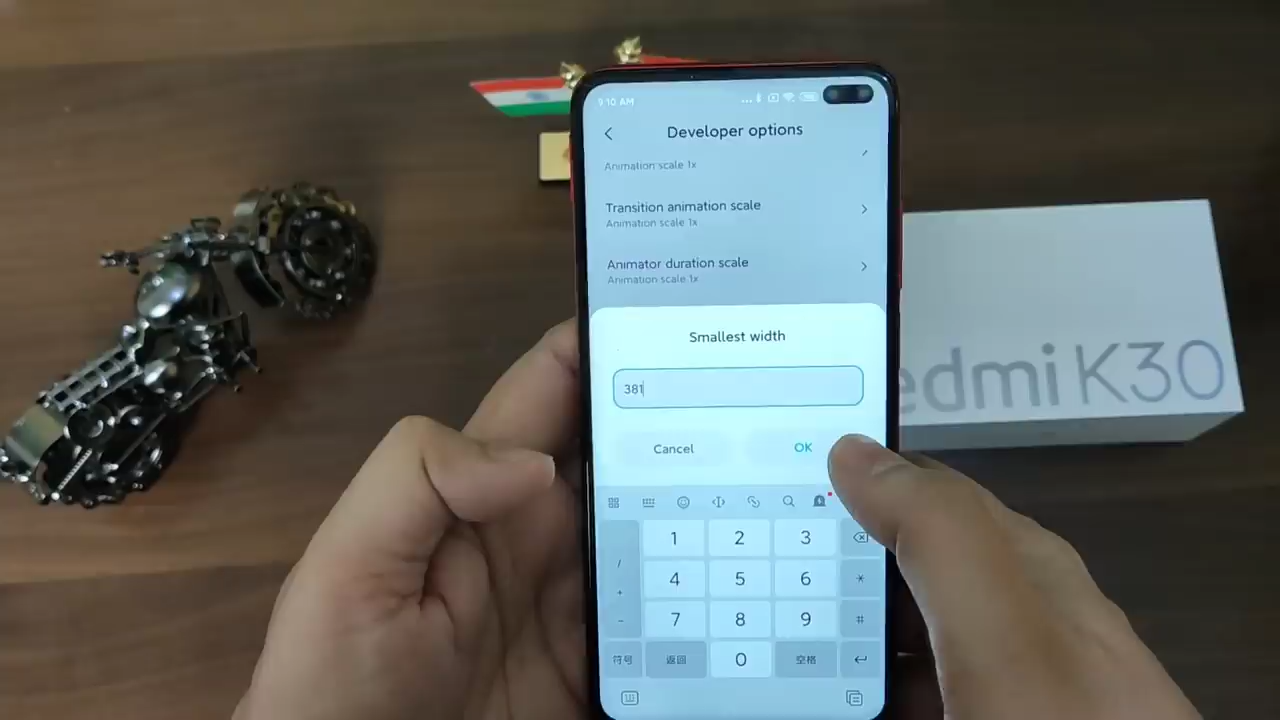 9:10 AM
Developer options
Animation scale 1x
Transition animation scale
Animation scale 1x
Animator duration scale
Animation scale 1x
Smallest width
381
Cancel
OK
1
2
3
/
4
5
6
*
+
7
8
9
#
-
符号
返回
0
空格
edmi K30